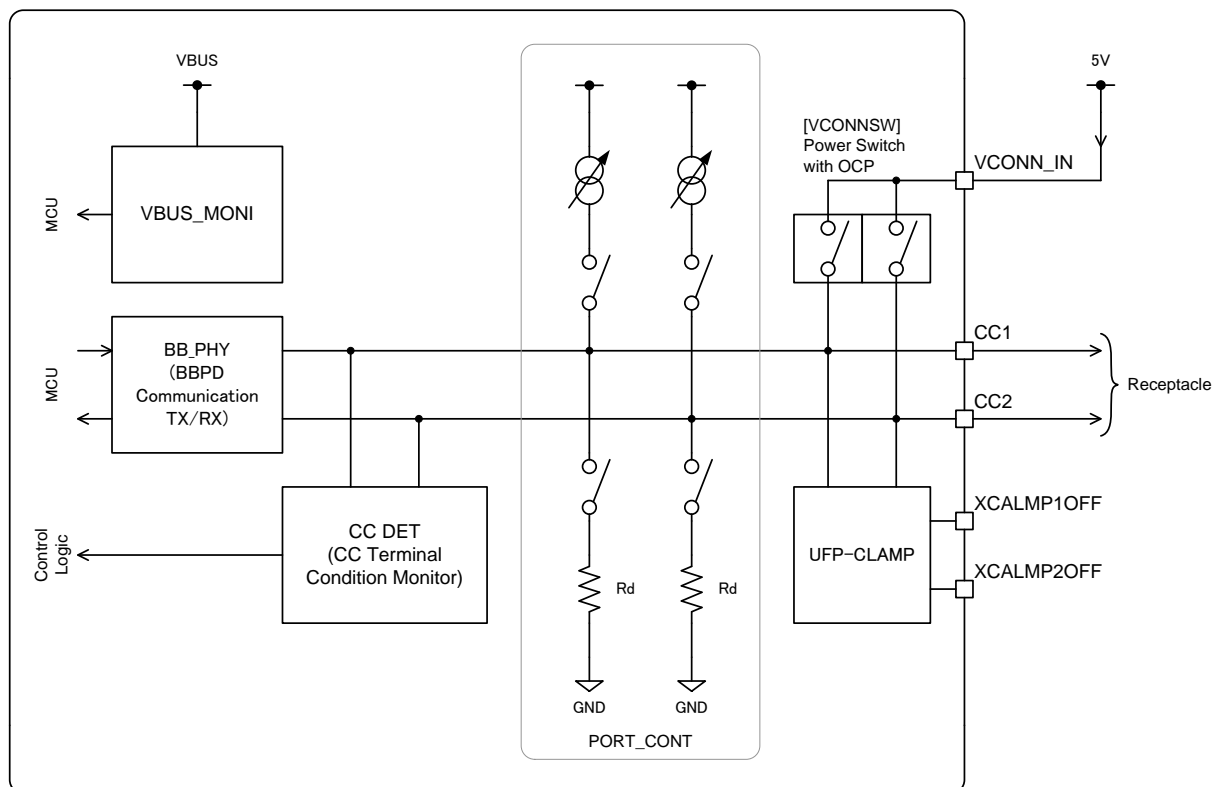 VBUS
5V
[VCONNSW]
Power Switch
with OCP
VCONN_IN
MCU
VBUS_MONI
BB_PHY
(BBPD
Communication
TX/RX)
MCU
CC1
CC2
Receptacle
CC DET
(CC Terminal
Condition Monitor)
Control
Logic
Rd
Rd
UFP-CLAMP
XCALMP1OFF
XCALMP2OFF
GND
GND
PORT_CONT